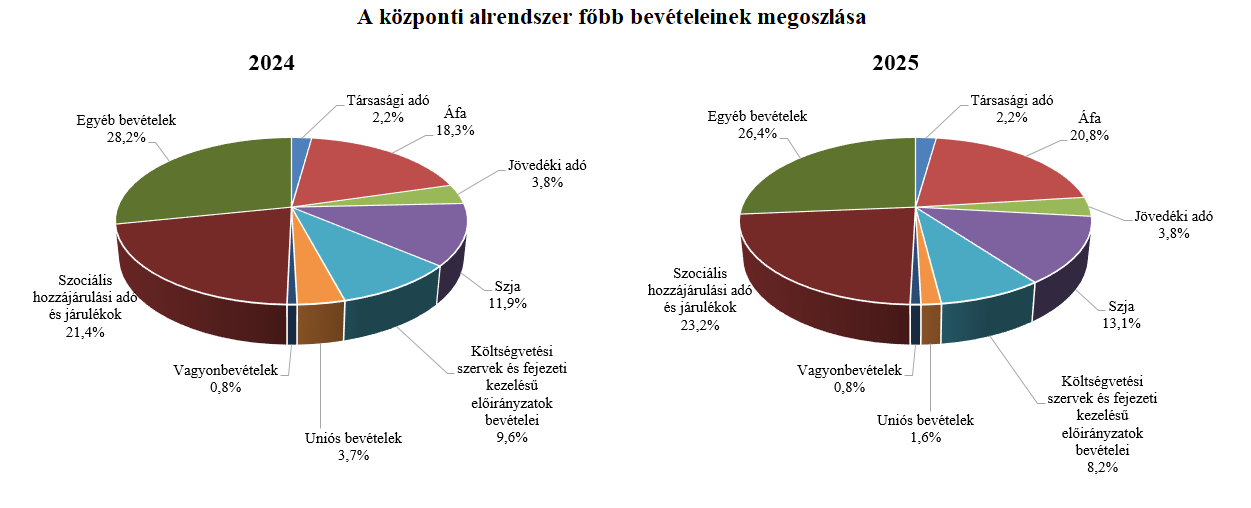 A központi alrendszer főbb bevételeinek megoszlása
2024
Társasági adó
2,2%
Áfa
18,3%
Jövedéki adó
3,8%
Szja
11,9%
Költségvetési
szervek és fejezeti
kezelésű
előirányzatok
bevételei
9,6%
Uniós bevételek
3,7%
Vagyonbevételek
0,8%
Szociális
hozzájárulási adó
és járulékok
21,4%
Egyéb bevételek
28,2%
2025
Társasági adó
2,2%
Áfa
20,8%
Jövedéki adó
3,8%
Szja
13,1%
Költségvetési
szervek és fejezeti
kezelésű
előirányzatok
bevételei
8,2%
Uniós bevételek
1,6%
Vagyonbevételek
0,8%
Szociális
hozzájárulási adó
és járulékok
23,2%
Egyéb bevételek
26,4%